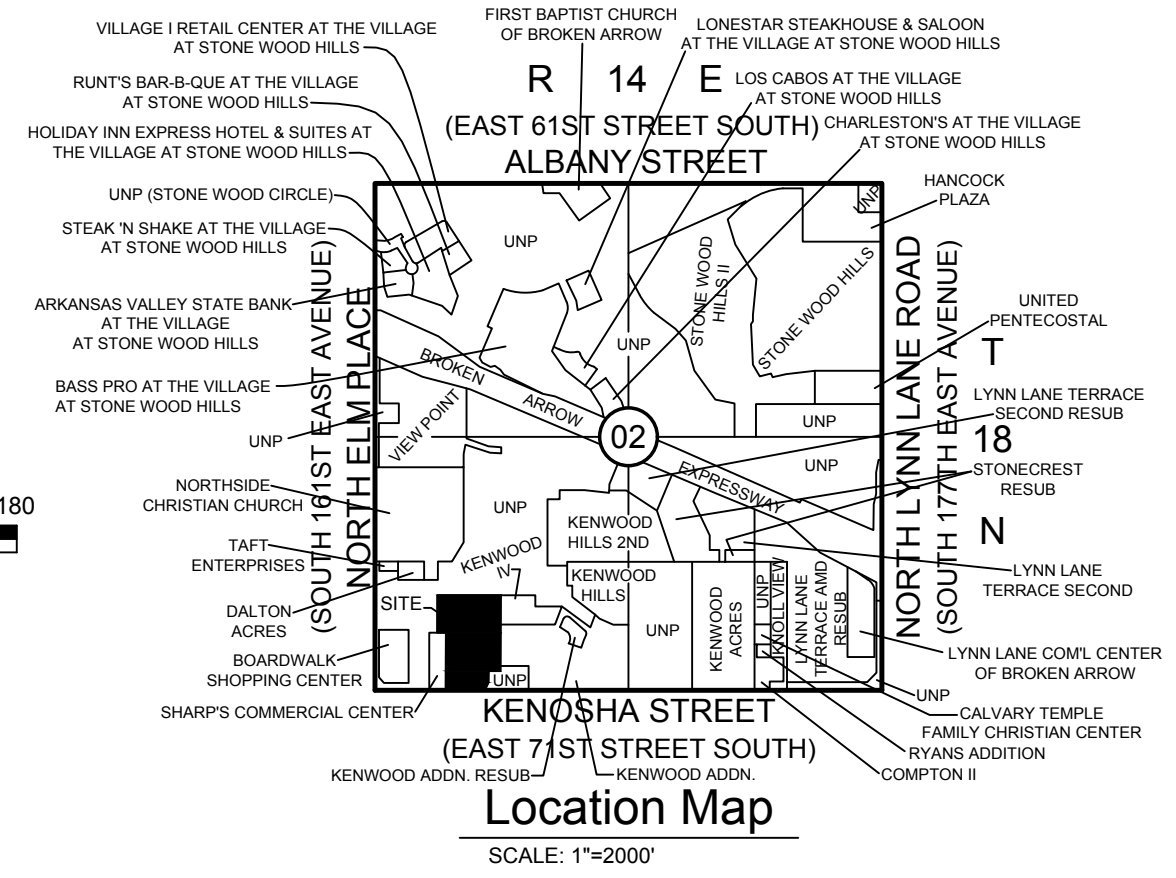 VILLAGE I RETAIL CENTER AT THE VILLAGE
AT STONE WOOD HILLS
FIRST BAPTIST CHURCH
OF BROKEN ARROW
LONESTAR STEAKHOUSE & SALOON
AT THE VILLAGE AT STONE WOOD HILLS
RUNT'S BAR-B-QUE AT THE VILLAGE
AT STONE WOOD HILLS
R 14 E
LOS CABOS AT THE VILLAGE
AT STONE WOOD HILLS
HOLIDAY INN EXPRESS HOTEL & SUITES AT
THE VILLAGE AT STONE WOOD HILLS
(EAST 61ST STREET SOUTH)
ALBANY STREET
CHARLESTON'S AT THE VILLAGE
AT STONE WOOD HILLS
UNP (STONE WOOD CIRCLE)
STEAK 'N SHAKE AT THE VILLAGE
AT STONE WOOD HILLS
ARKANSAS VALLEY STATE BANK
AT THE VILLAGE
AT STONE WOOD HILLS
BASS PRO AT THE VILLAGE
AT STONE WOOD HILLS
UNP
NORTHSIDE
CHRISTIAN CHURCH
180
TAFT
ENTERPRISES
DALTON
ACRES
BOARDWALK
SHOPPING CENTER
SHARP'S COMMERCIAL CENTER
(SOUTH 161ST EAST AVENUE)
NORTH ELM PLACE
UNP
UNP
STONE WOOD
HILLS II
STONE WOOD HILLS
UNP
UNP
BROKEN
ARROW
EXPRESSWAY
02
VIEW POINT
UNP
UNP
KENWOOD
HILLS 2ND
KENWOOD
IV
KENWOOD
HILLS
SITE
UNP
UNP
KENWOOD
ACRES
UNP
KNOLL VIEW
LYNN LANE
TERRACE AMD
RESUB
NORTH LYNN LANE ROAD
(SOUTH 177TH EAST AVENUE)
HANCOCK
PLAZA
UNITED
PENTECOSTAL
T
LYNN LANE TERRACE
SECOND RESUB
18
STONECREST
RESUB
N
LYNN LANE
TERRACE SECOND
LYNN LANE COM'L CENTER
OF BROKEN ARROW
UNP
CALVARY TEMPLE
FAMILY CHRISTIAN CENTER
RYANS ADDITION
COMPTON II
KENOSHA STREET
(EAST 71ST STREET SOUTH)
KENWOOD ADDN. RESUB
KENWOOD ADDN.
Location Map
SCALE: 1"=2000'